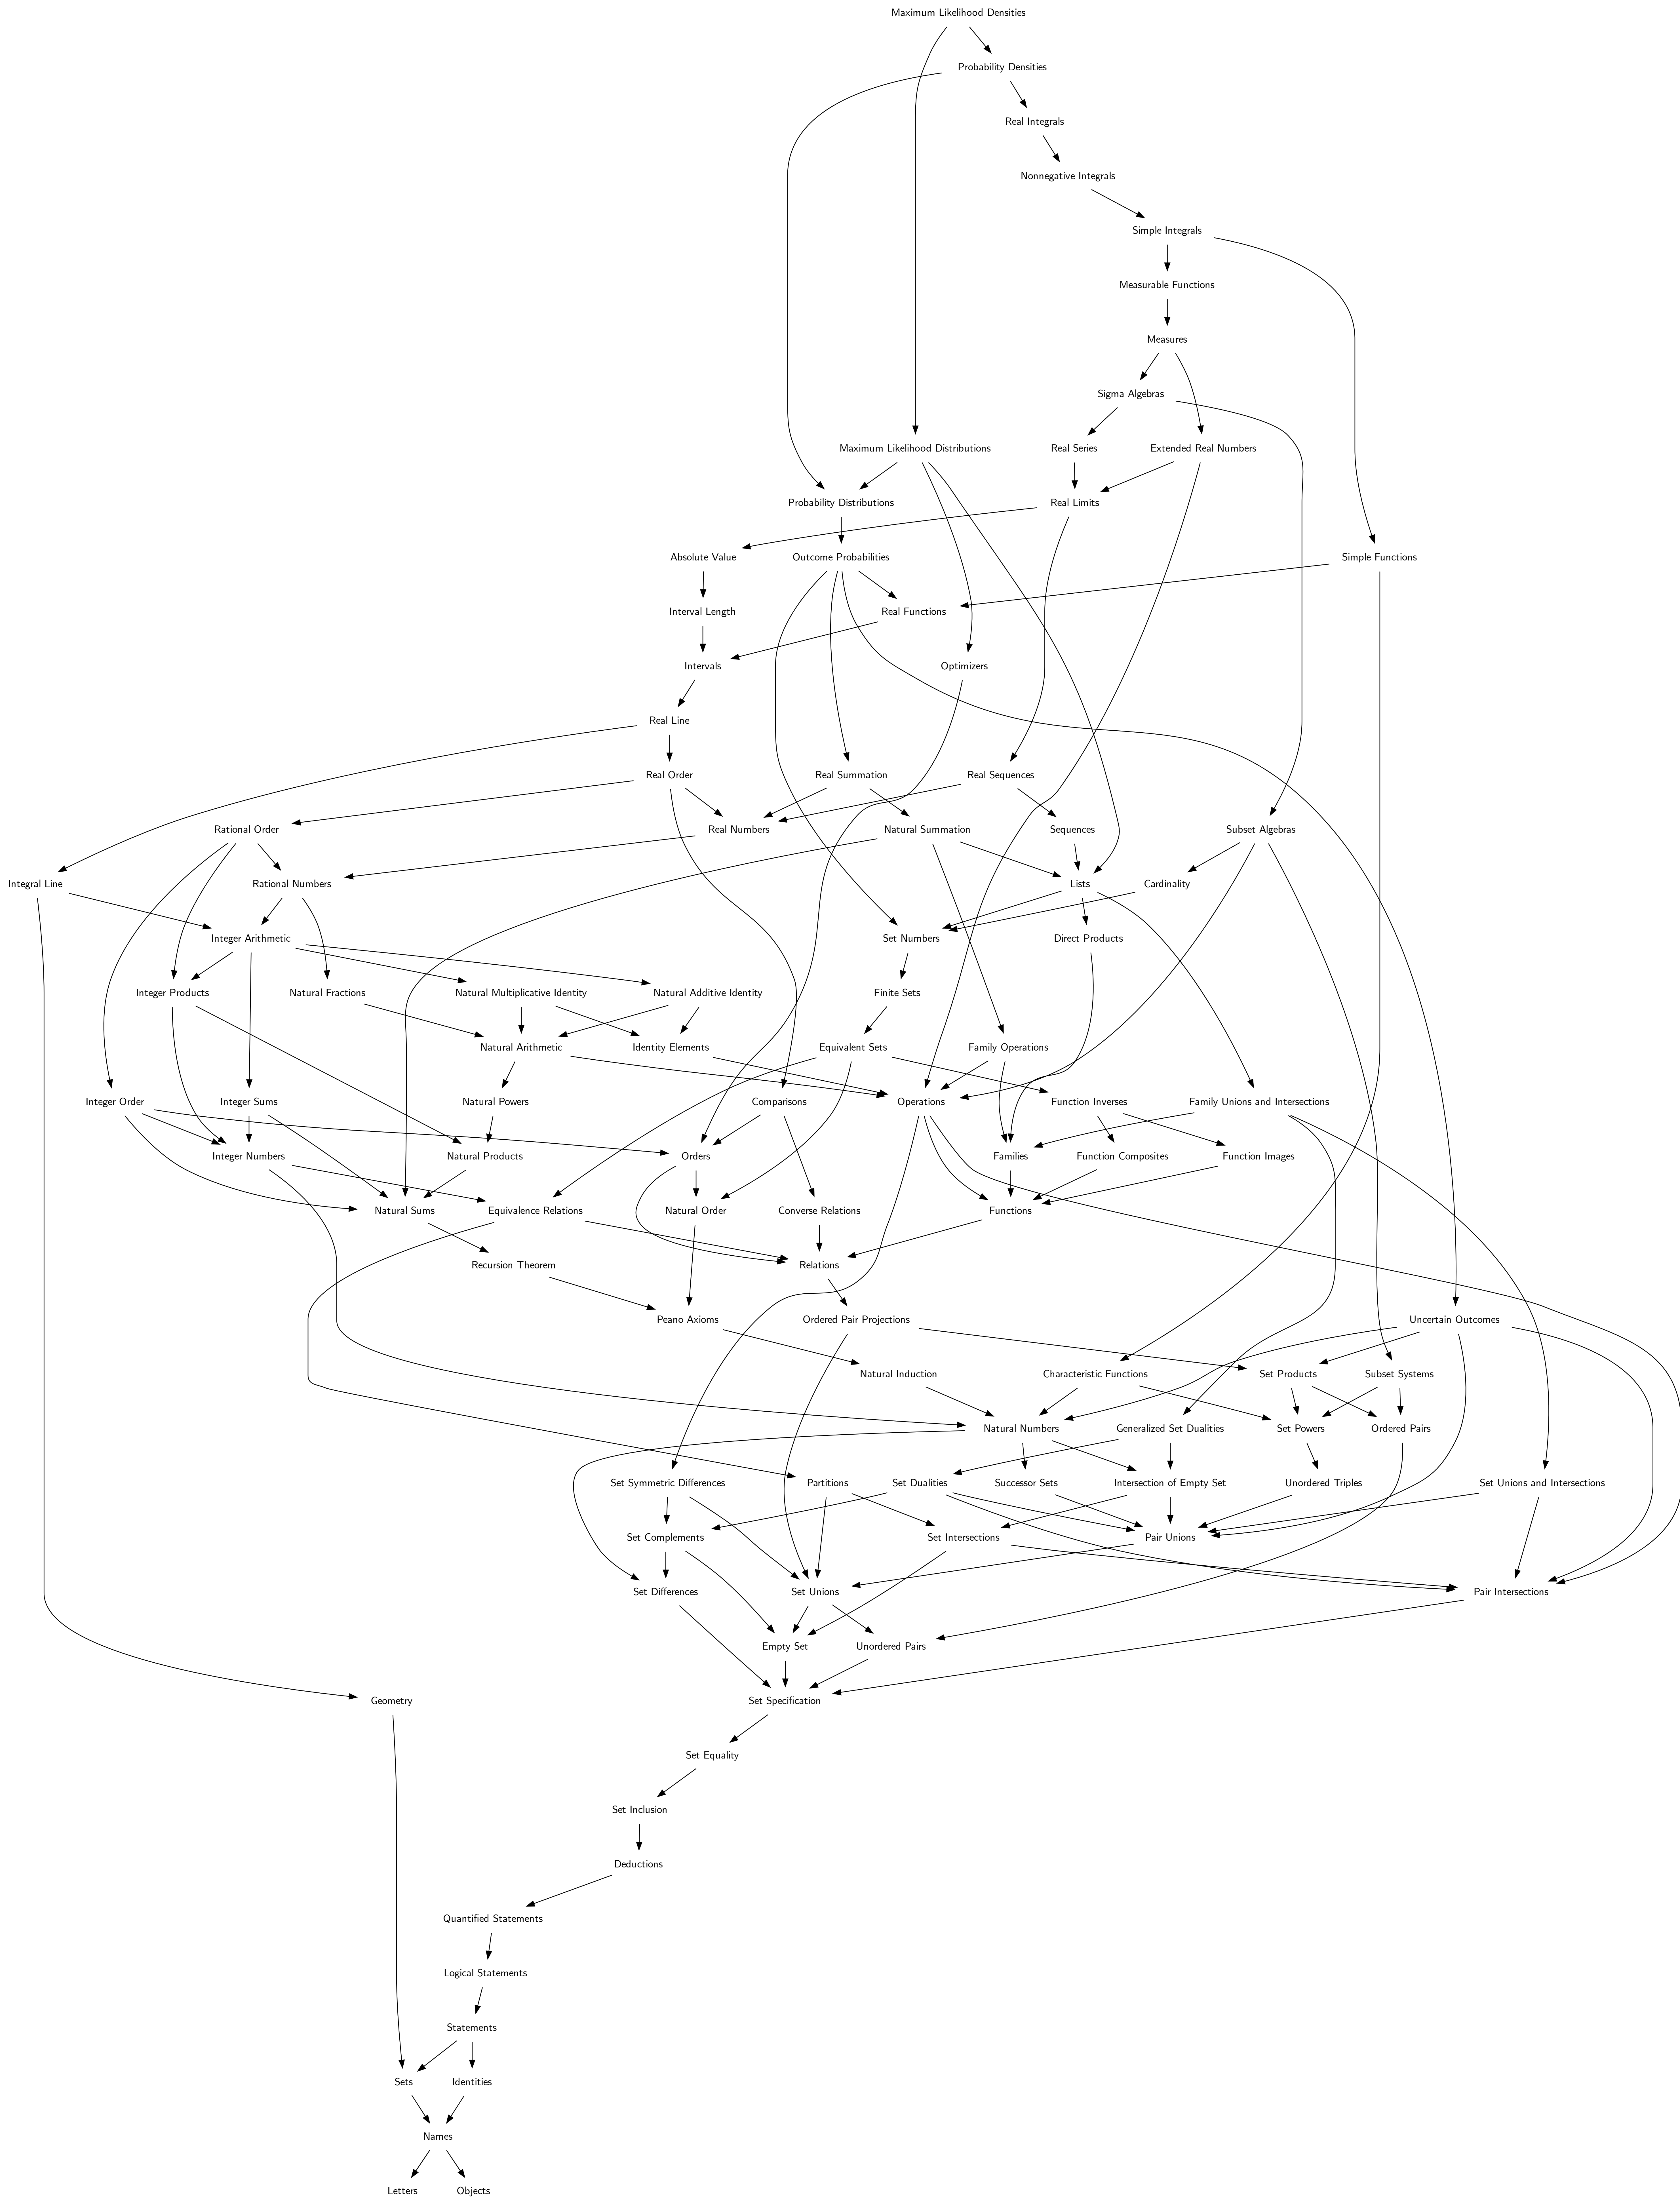 Maximum Likelihood Densities
Probability Densities
Real Integrals
Nonnegative Integrals
Simple Integrals
Measurable Functions
Measures
Sigma Algebras
Maximum Likelihood Distributions
Real Series
Extended Real Numbers
Probability Distributions
Real Limits
Absolute Value
Outcome Probabilities
Simple Functions
Interval Length
Real Functions
Intervals
Optimizers
Real Line
Real Order
Real Summation
Real Sequences
Rational Order
Real Numbers
Natural Summation
Sequences
Subset Algebras
Integral Line
Rational Numbers
Lists
Cardinality
Integer Arithmetic
Set Numbers
Direct Products
Integer Products
Natural Fractions
Natural Multiplicative Identity
Natural Additive Identity
Finite Sets
Natural Arithmetic
Identity Elements
Equivalent Sets
Family Operations
Integer Order
Integer Sums
Natural Powers
Comparisons
Operations
Function Inverses
Family Unions and Intersections
Integer Numbers
Natural Products
Orders
Families
Function Composites
Function Images
Natural Sums
Equivalence Relations
Natural Order
Converse Relations
Functions
Recursion Theorem
Relations
Peano Axioms
Ordered Pair Projections
Uncertain Outcomes
Natural Induction
Characteristic Functions
Set Products
Subset Systems
Natural Numbers
Generalized Set Dualities
Set Powers
Ordered Pairs
Set Symmetric Differences
Partitions
Set Dualities
Successor Sets
Intersection of Empty Set
Unordered Triples
Set Unions and Intersections
Set Complements
Set Intersections
Pair Unions
Set Differences
Set Unions
Pair Intersections
Empty Set
Unordered Pairs
Geometry
Set Specification
Set Equality
Set Inclusion
Deductions
Quantified Statements
Logical Statements
Statements
Sets
Identities
Names
Letters
Objects